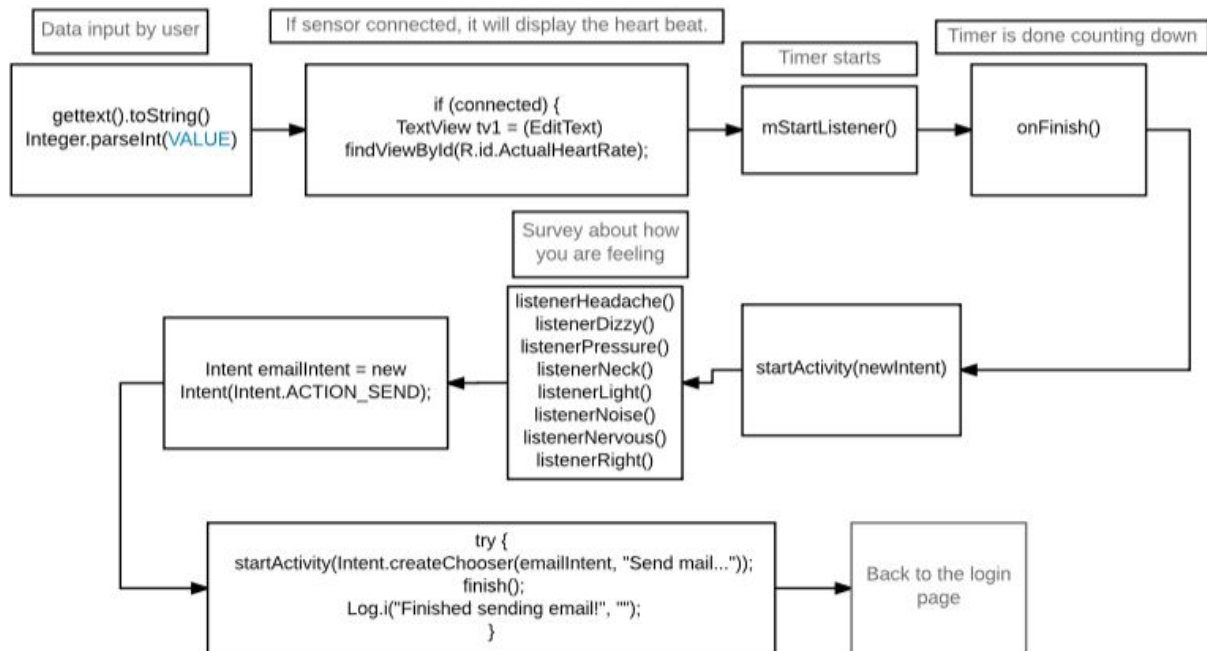 Data input by user
If sensor connected, it will display the heart beat.
Timer starts
Timer is done counting down
gettext().toString()
Integer.parseInt(VALUE)
if (connected) {
TextView tv1 = (EditText)
findViewById(R.id.ActualHeartRate);
mStartListener()
onFinish()
Survey about how
you are feeling
Intent emailIntent = new
Intent(Intent.ACTION_SEND);
listenerHeadache()
listenerDizzy()
listenerPressure()
listenerNeck()
listenerLight()
listenerNoise()
listenerNervous()
listenerRight()
startActivity(newIntent)
try {
startActivity(Intent.createChooser(emailIntent, "Send mail..."));
finish();
Log.i("Finished sending email!", "");
}
Back to the login
page